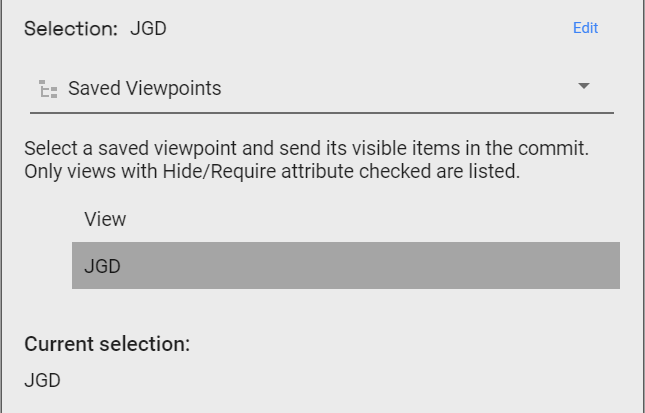 Selection: JGD Edit
Saved Viewpoints
Select a saved viewpoint and send its visible items in the commit.
Only views with Hide/Require attribute checked are listed.
View
JGD
Current selection:
JGD